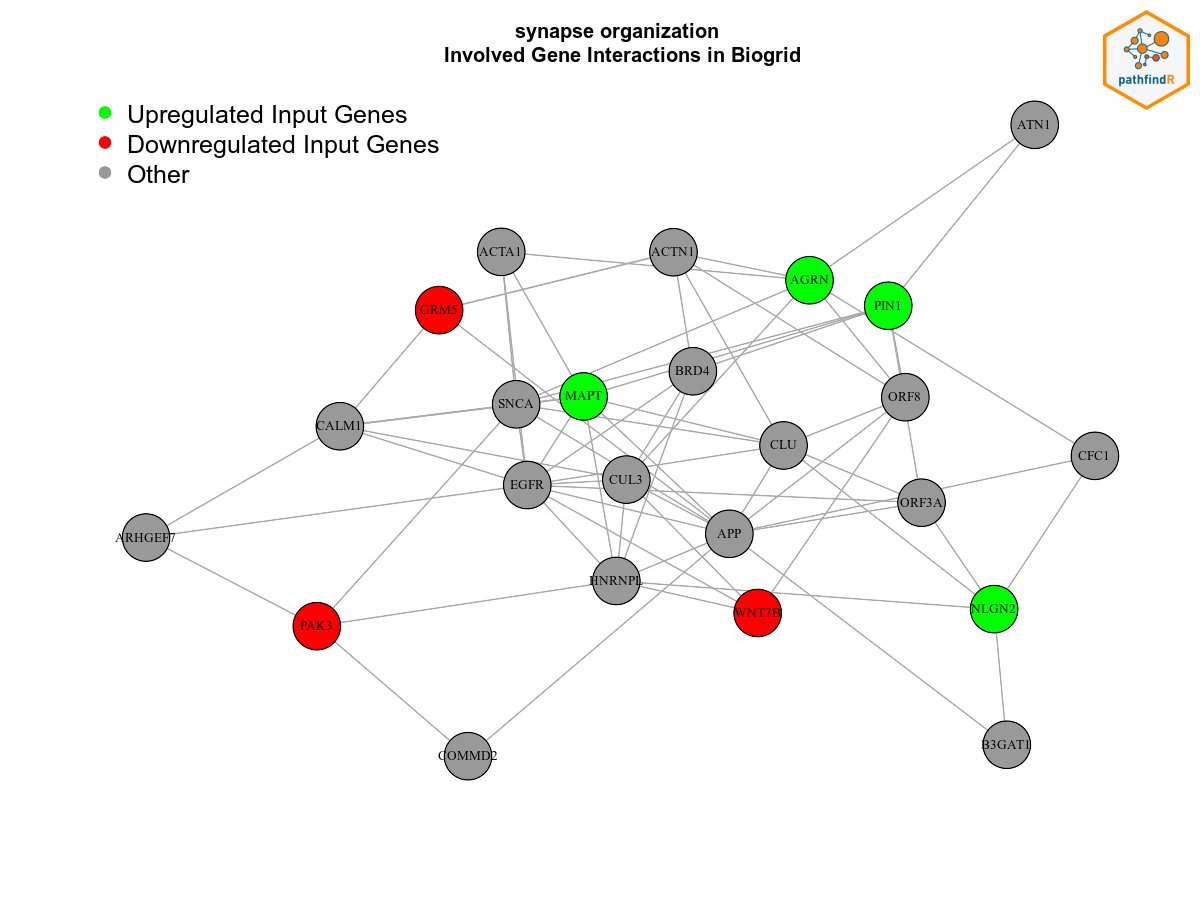 synapse organization
Involved Gene Interactions in Biogrid
pathfindR
Upregulated Input Genes
Downregulated Input Genes
Other
ATN1
ACTA1
ACTN1
AGRN
PIN1
GRM5
BRD4
MAPT
SNCA
ORF8
CALM1
CLU
CFC1
EGFR
CUL3
ORF3A
APP
ARHGEF7
HNRNPL
WNT7B
NLGN2
PAK3
COMMD2
B3GAT1